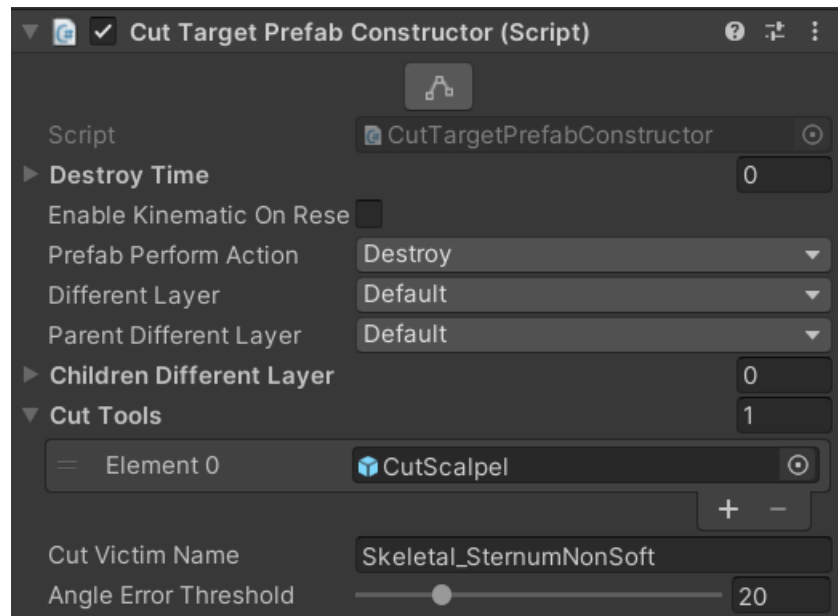 Cut Target Prefab Constructor (Script)
Script CutTargetPrefabConstructor
Destroy Time 0
Enable Kinematic On Rese
Prefab Perform Action Destroy
Different Layer Default
Parent Different Layer Default
Children Different Layer 0
Cut Tools 1
Element 0 CutScalpel
Cut Victim Name Skeletal_SternumNonSoft
Angle Error Threshold 20